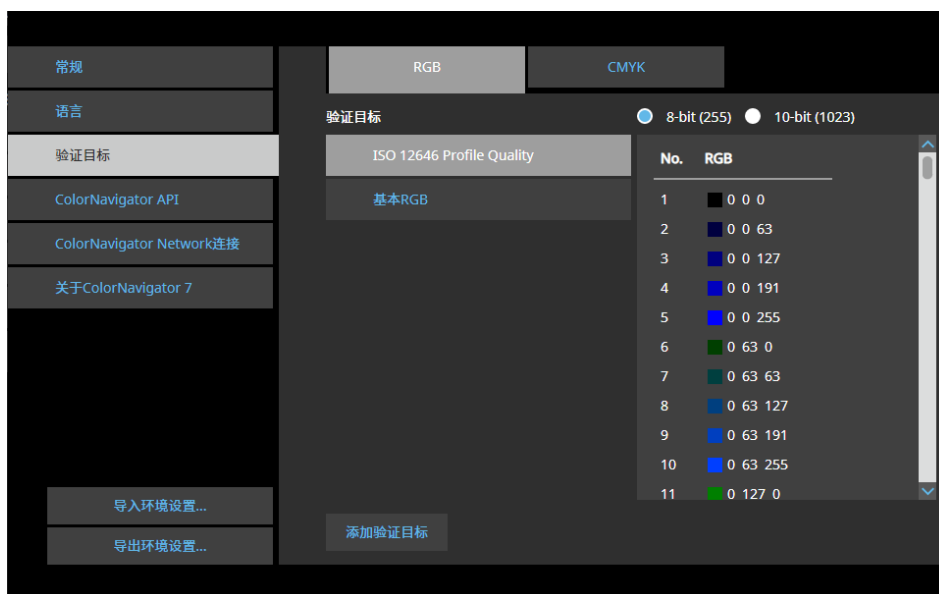 常规
语言
验证目标
ColorNavigator API
ColorNavigator Network连接
关于ColorNavigator 7
导入环境设置...
导出环境设置...
RGB CMYK
验证目标
ISO 12646 Profile Quality
基本RGB
添加验证目标
8-bit (255) 10-bit (1023)
No. RGB
1 0 0 0
2 0 0 63
3 0 0 127
4 0 0 191
5 0 0 255
6 0 63 0
7 0 63 63
8 0 63 127
9 0 63 191
10 0 63 255
11 0 127 0